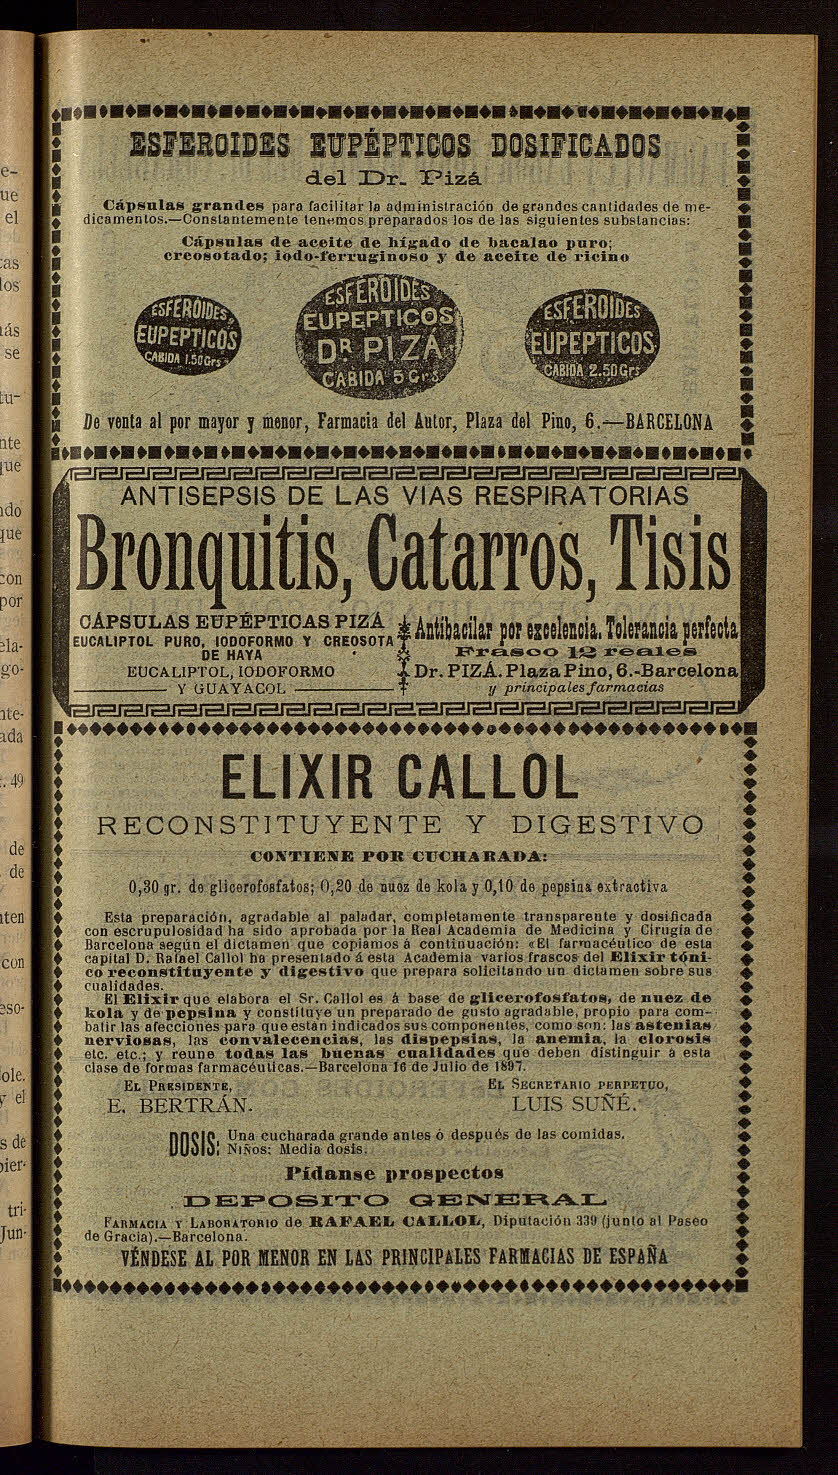 ESFEROIDES EUPÉPTICOS DOSIFICADOS
del Dr. Pizá
Cápsulas grandes para facilitar la administración de grandes cantidades de me-
dicamentos.—Constantemente tenemos preparados los de las siguientes substancias:
Cápsulas de aceite de hígado de bacalao puro;
creosotado; iodo-ferruginoso y de aceite de ricino
ESFEROIDES
EUPEPTICOS
CABIDA 1.50 Grs
ESFEROIDES
EUPEPTICOS
DR PIZÁ
CABIDA 5 Grs
ESFEROIDES
EUPEPTICOS
CABIDA 2.50 Grs
De venta al por mayor y menor, Farmacia del Autor, Plaza del Pino, 6.—BARCELONA
ANTISEPSIS DE LAS VIAS RESPIRATORIAS
Bronquitis, Catarros, Tisis
CÁPSULAS EUPÉPTICAS PIZÁ
EUCALIPTOL PURO, IODOFORMO Y CREOSOTA
DE HAYA
EUCALIPTOL, IODOFORMO
Y GUAYACOL
Antibacilar por excelencia. Tolerancia perfecta
Frasco 12 reales
Dr. PIZÁ. Plaza Pino, 6.-Barcelona
y principales farmacias
ELIXIR CALLOL
RECONSTITUYENTE Y DIGESTIVO
CONTIENE POR CUCHARADA:
0,30 gr. de glicerofosfatos; 0,20 de nuez de kola y 0,10 de pepsina extractiva
Esta preparación, agradable al paladar, completamente transparente y dosificada
con escrupulosidad ha sido aprobada por la Real Academia de Medicina y Cirugía de
Barcelona según el dictamen que copiamos á continuación: «El farmacéutico de esta
capital D. Rafael Callol ha presentado á esta Academia varios frascos del Elixir tóni-
co reconstituyente y digestivo que prepara solicitando un dictamen sobre sus
cualidades.
El Elixir que elabora el Sr. Callol es á base de glicerofosfatos, de nuez de
kola y de pepsina y constituye un preparado de gusto agradable, propio para com-
batir las afecciones para que están indicados sus componentes, como son: las astenias
nerviosas, las convalecencias, las dispepsias, la anemia, la clorosis
etc. etc.; y reune todas las buenas cualidades que deben distinguir á esta
clase de formas farmacéuticas.—Barcelona 16 de Julio de 1897.
EL PRESIDENTE,
E. BERTRÁN.
EL SECRETARIO PERPETUO,
LUIS SUÑÉ.
DOSIS: Una cucharada grande antes ó después de las comidas.
NIÑOS: Media dosis.
Pídanse prospectos
DEPOSITO GENERAL
FARMACIA Y LABORATORIO de RAFAEL CALLOL, Diputación 339 (junto al Paseo
de Gracia).—Barcelona.
VÉNDESE AL POR MENOR EN LAS PRINCIPALES FARMACIAS DE ESPAÑA